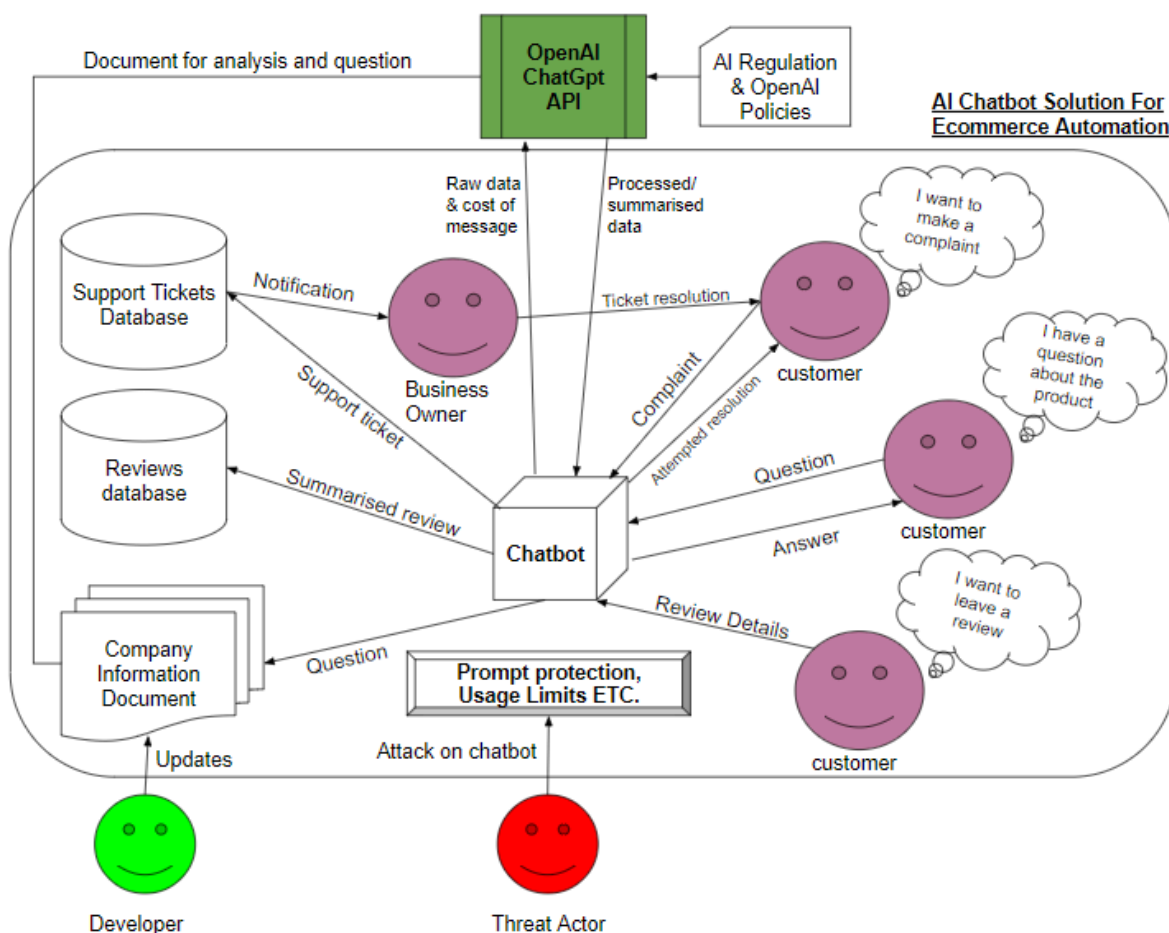 Document for analysis and question
OpenAI
ChatGpt
API
AI Regulation
& OpenAI
Policies
AI Chatbot Solution For
Ecommerce Automation
Raw data
& cost of
message
Processed/
summarised
data
I want to
make a
complaint
Support Tickets
Database
Notification
Business
Owner
Ticket resolution
customer
I have a
question
about the
product
Support ticket
Complaint
Attempted resolution
Reviews
database
Summarised review
Chatbot
Question
Answer
customer
I want to
leave a
review
Review Details
Company
Information
Document
Question
Prompt protection,
Usage Limits ETC.
customer
Updates
Attack on chatbot
Developer
Threat Actor